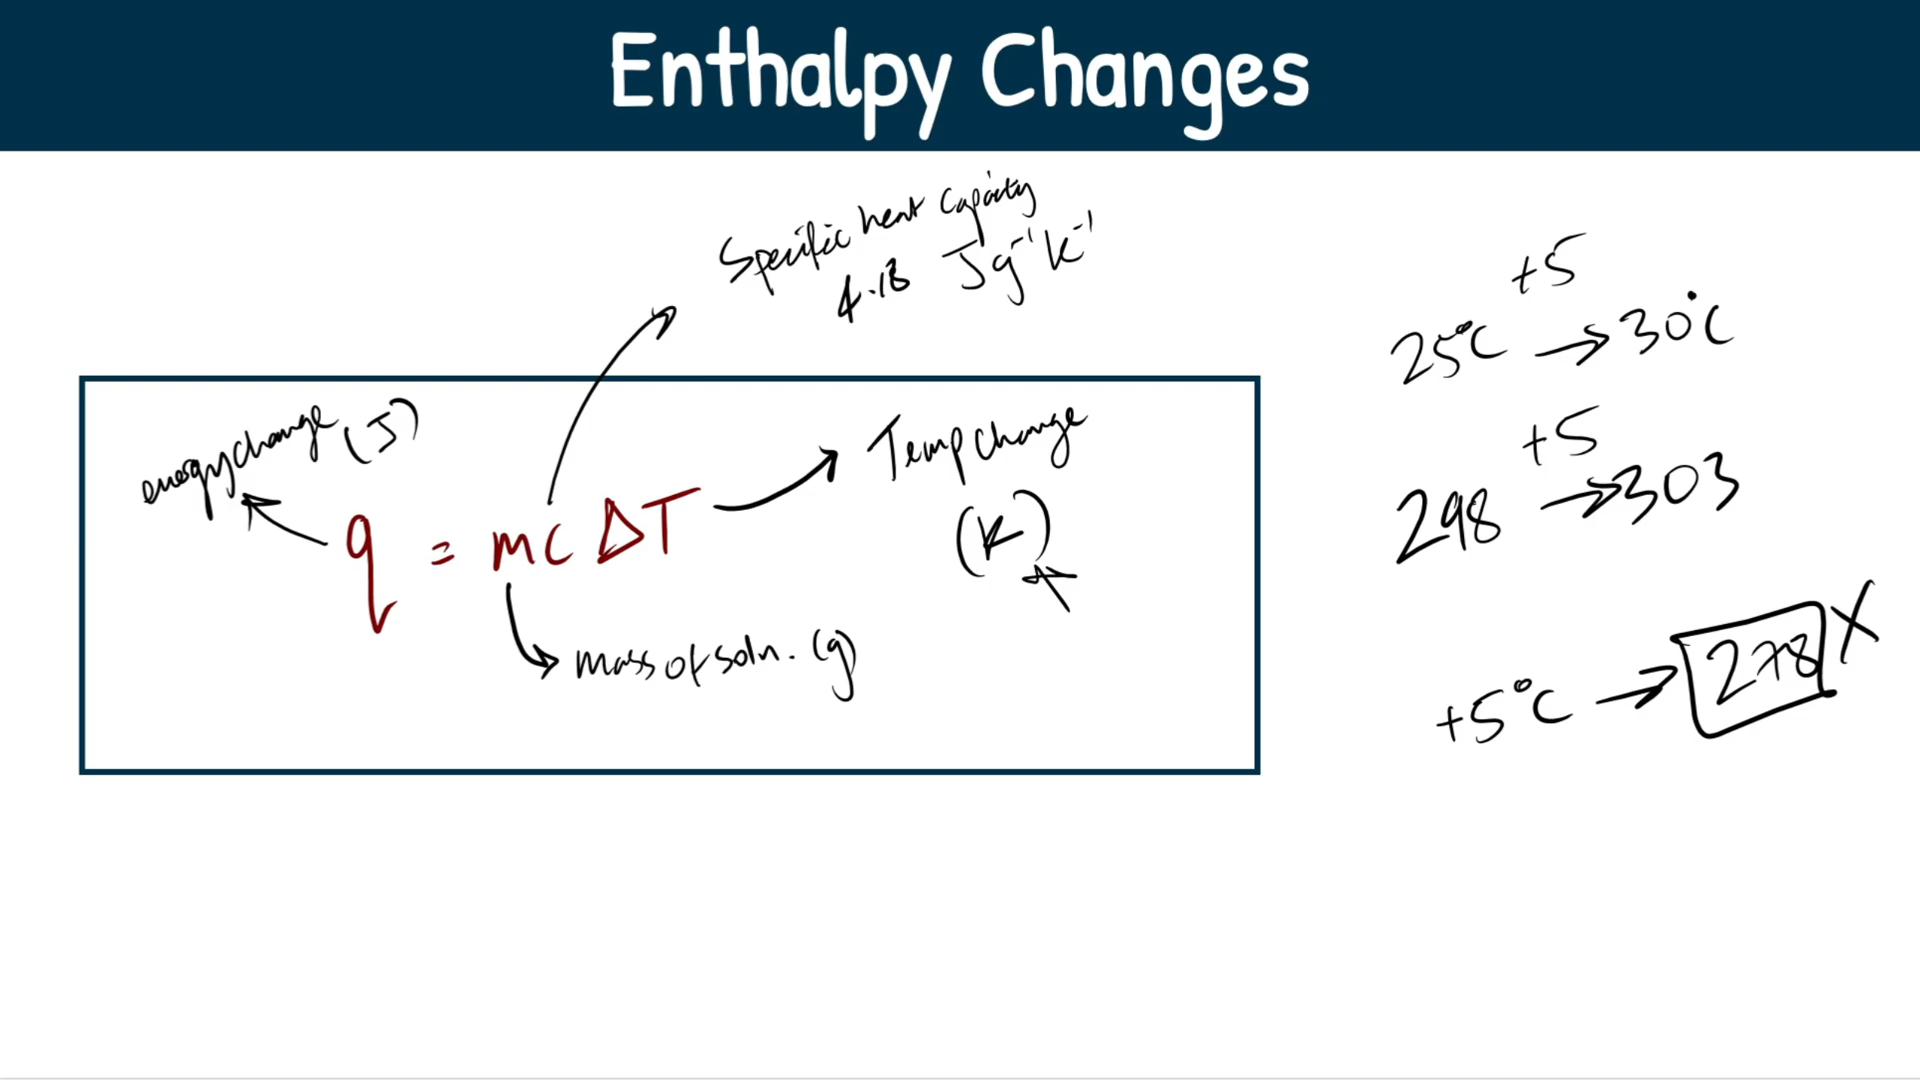 Enthalpy Changes
Specific heat capacity
4.18 Jg⁻¹K⁻¹
energy change (J)
Temp change
(K)
q = mcΔT
mass of soln. (g)
+5
25°C → 30°C
+5
298 → 303
+5°C → 278 X